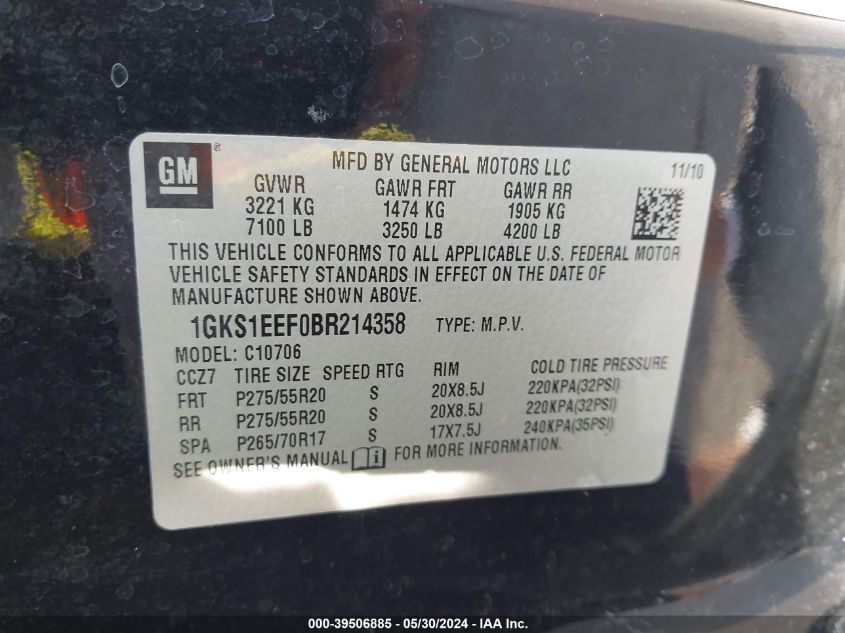 GM ®
MFD BY GENERAL MOTORS LLC 11/10
GVWR GAWR FRT GAWR RR
3221 KG 1474 KG 1905 KG
7100 LB 3250 LB 4200 LB
THIS VEHICLE CONFORMS TO ALL APPLICABLE U.S. FEDERAL MOTOR
VEHICLE SAFETY STANDARDS IN EFFECT ON THE DATE OF
MANUFACTURE SHOWN ABOVE.
1GKS1EEF0BR214358 TYPE: M.P.V.
MODEL: C10706
CCZ7 TIRE SIZE SPEED RTG RIM COLD TIRE PRESSURE
FRT P275/55R20 S 20X8.5J 220KPA(32PSI)
RR P275/55R20 S 20X8.5J 220KPA(32PSI)
SPA P265/70R17 S 17X7.5J 240KPA(35PSI)
SEE OWNER'S MANUAL i FOR MORE INFORMATION.
000-39506885 - 05/30/2024 - IAA Inc.